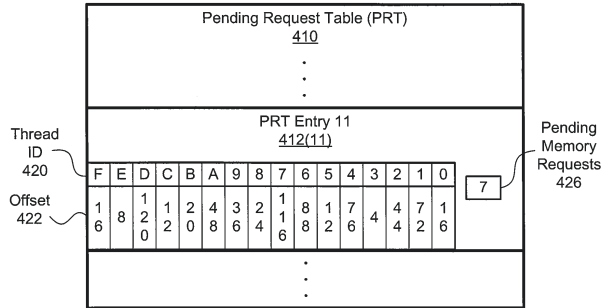 Pending Request Table (PRT)
410
PRT Entry 11
412(11)
Thread
ID
420
F E D C B A 9 8 7 6 5 4 3 2 1 0
Offset
422
16 8 120 12 20 48 36 24 116 88 12 76 4 44 72 16
7
Pending
Memory
Requests
426